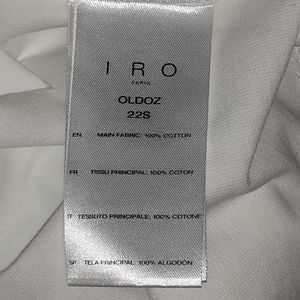 IRO
PARIS
OLDOZ
22S
EN MAIN FABRIC: 100% COTTON
FR TISSU PRINCIPAL: 100% COTON
IT TESSUTO PRINCIPALE: 100% COTONE
SP TELA PRINCIPAL: 100% ALGODON